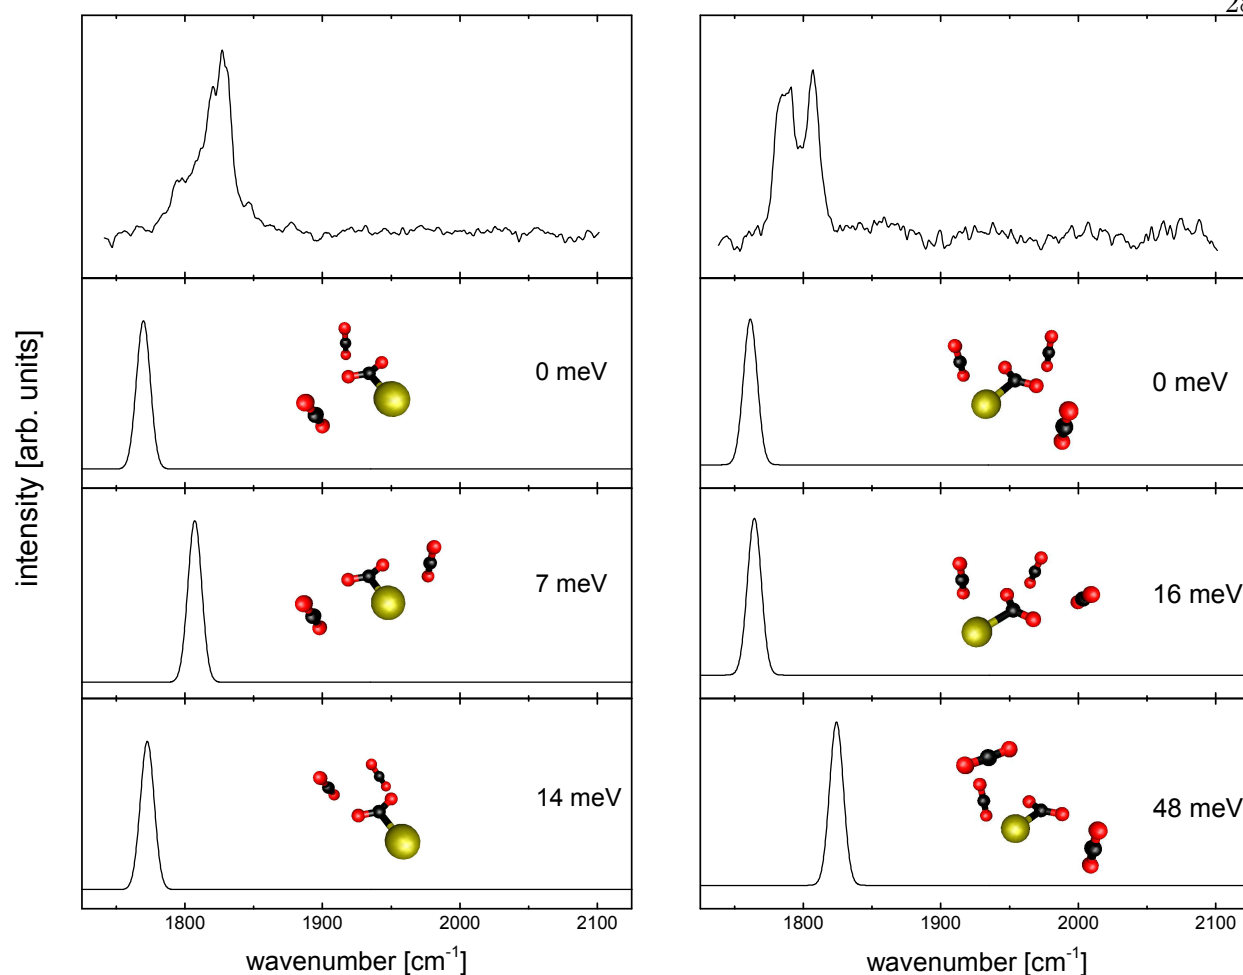 intensity [arb. units]
0 meV
7 meV
14 meV
1800 1900 2000 2100
wavenumber [cm⁻¹]
0 meV
16 meV
48 meV
1800 1900 2000 2100
wavenumber [cm⁻¹]